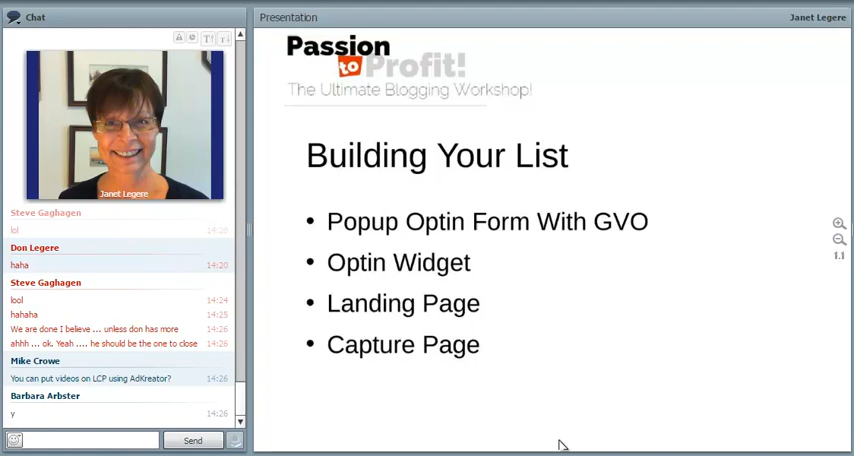 Chat
Janet Legere
Steve Gaghagen
lol 14:20
Don Legere
haha 14:20
Steve Gaghagen
lool 14:24
hahaha 14:25
We are done I believe ... unless don has more 14:26
ahhh ... ok. Yeah .... he should be the one to close 14:26
Mike Crowe
You can put videos on LCP using AdKreator? 14:26
Barbara Arbster
y 14:26
Send
Presentation Janet Legere
Passion
to Profit!
The Ultimate Blogging Workshop!
Building Your List
• Popup Optin Form With GVO
• Optin Widget
• Landing Page
• Capture Page
1.1